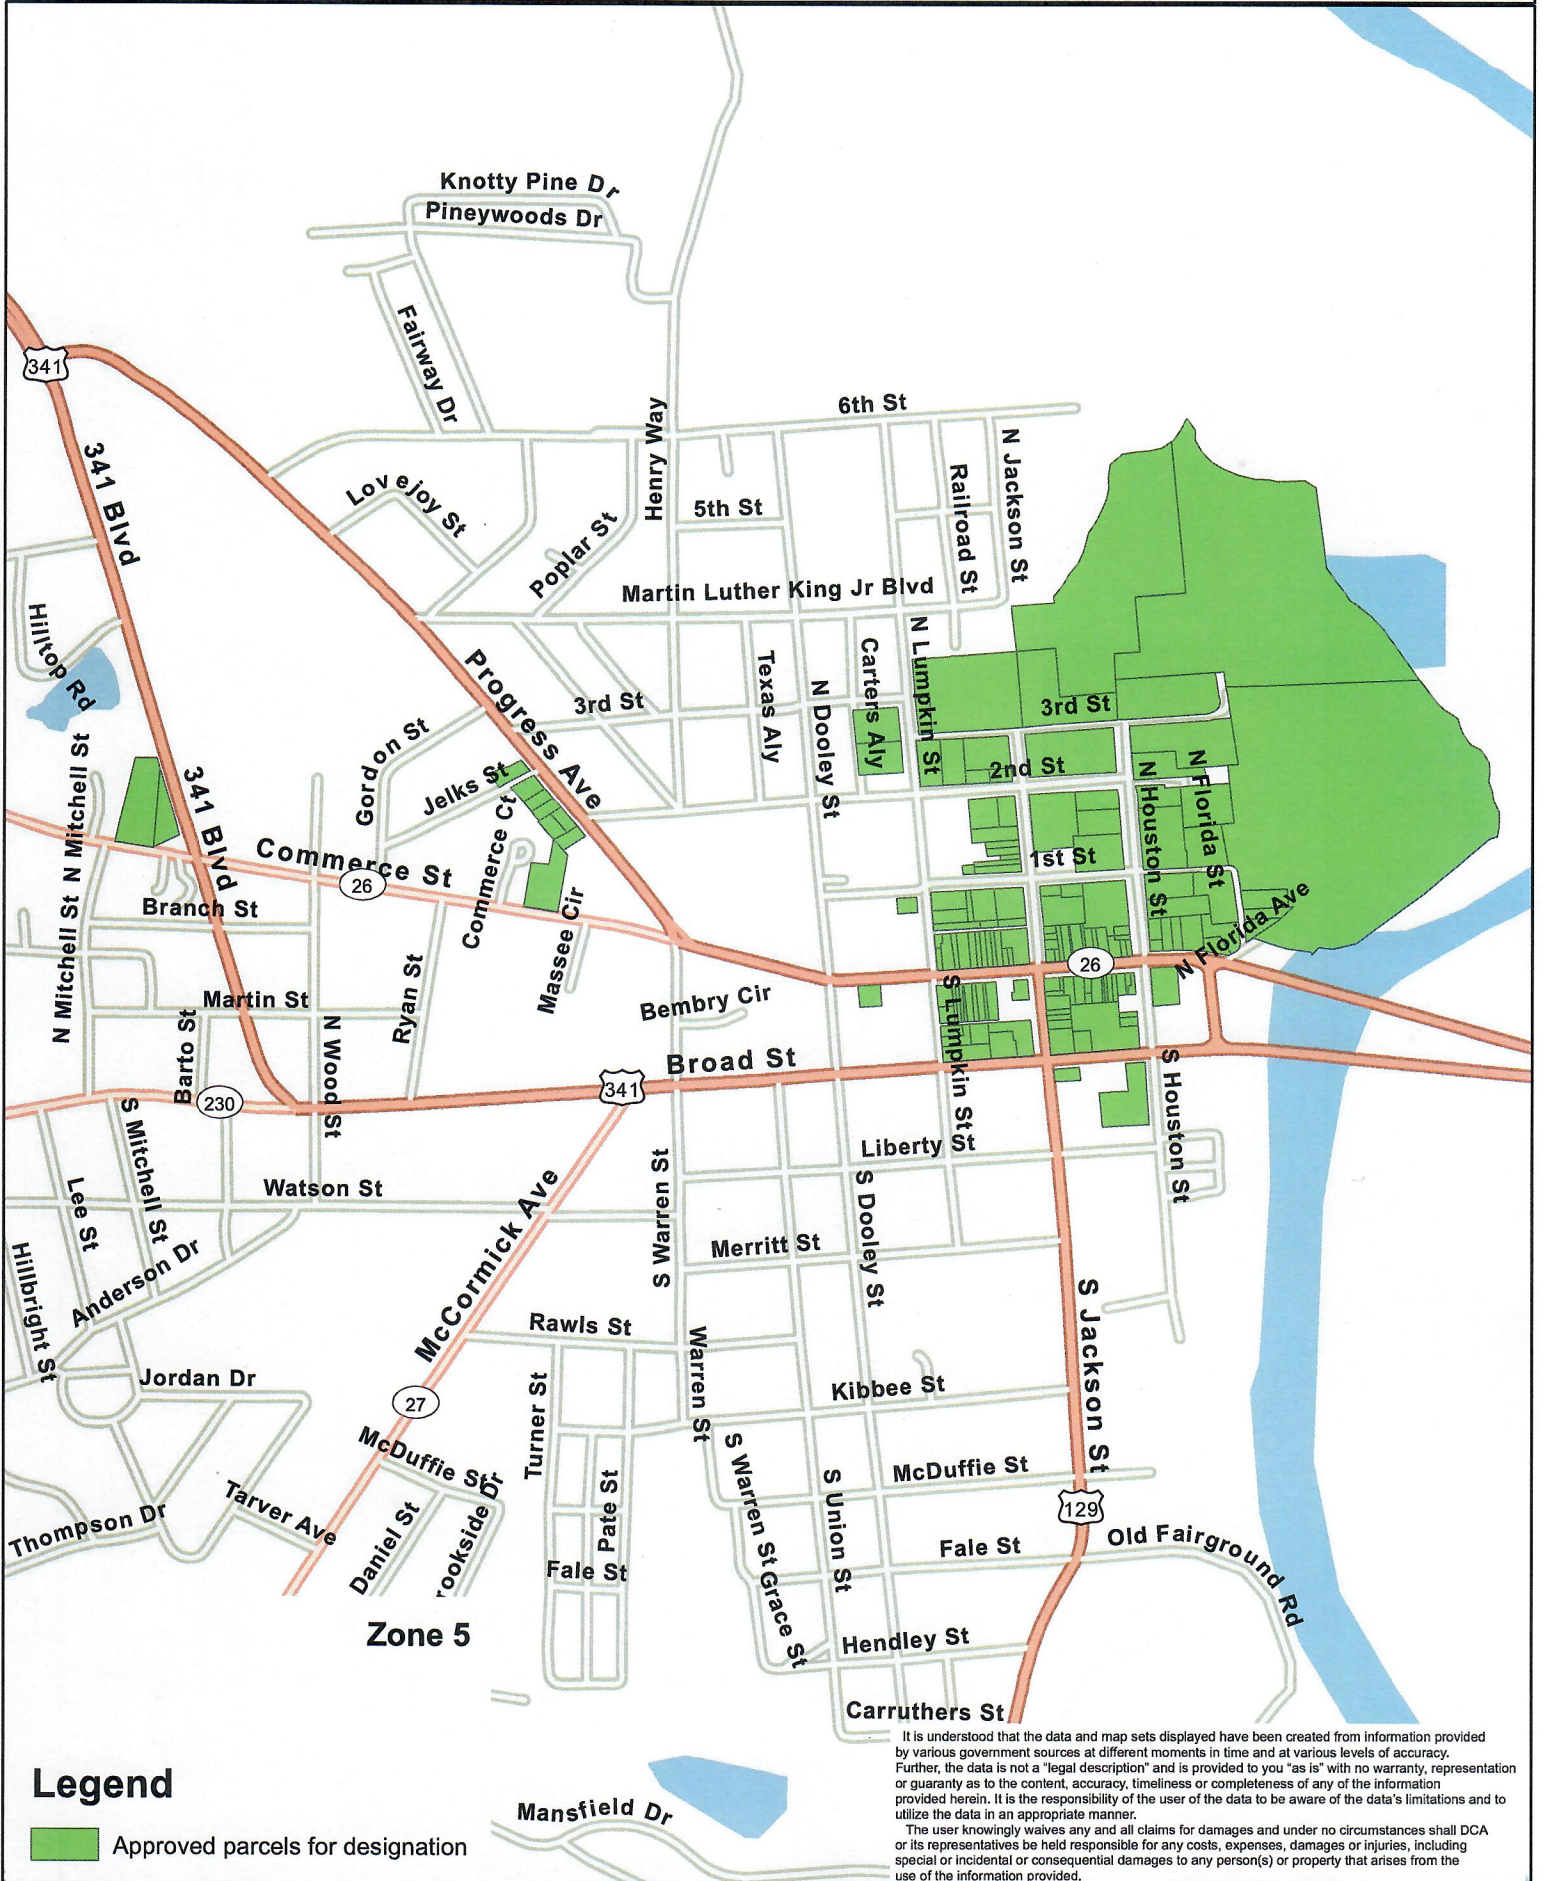 Knotty Pine Dr
Pineywoods Dr
Fairway Dr
341
341 Blvd
6th St
Henry Way
N Jackson St
Railroad St
Lovejoy St
5th St
Poplar St
Martin Luther King Jr Blvd
Hilltop Rd
Progress Ave
3rd St
Texas Aly
N Dooley St
Carters Aly
N Lumpkin St
3rd St
Gordon St
Jelks St
2nd St
N Houston St
N Florida St
N Mitchell St
341 Blvd
Commerce St
26
Commerce Ct
1st St
Branch St
N Mitchell St
Massee Cir
N Florida Ave
26
Martin St
Ryan St
Bembry Cir
S Lumpkin St
Barto St
N Wood St
Broad St
341
230
S Houston St
S Mitchell St
Liberty St
Lee St
Watson St
McCormick Ave
S Warren St
S Dooley St
Merritt St
Hillbright St
Anderson Dr
S Jackson St
Rawls St
Warren St
Jordan Dr
Turner St
Kibbee St
27
McDuffie St
S Warren St
McDuffie St
S Union St
129
Thompson Dr
Tarver Ave
Daniel St
rookside Dr
Pate St
Fale St
Fale St
Old Fairground Rd
Grace St
Zone 5
Hendley St
Carruthers St
Mansfield Dr
Legend
Approved parcels for designation
It is understood that the data and map sets displayed have been created from information provided
by various government sources at different moments in time and at various levels of accuracy.
Further, the data is not a "legal description" and is provided to you "as is" with no warranty, representation
or guaranty as to the content, accuracy, timeliness or completeness of any of the information
provided herein. It is the responsibility of the user of the data to be aware of the data's limitations and to
utilize the data in an appropriate manner.
The user knowingly waives any and all claims for damages and under no circumstances shall DCA
or its representatives be held responsible for any costs, expenses, damages or injuries, including
special or incidental or consequential damages to any person(s) or property that arises from the
use of the information provided.